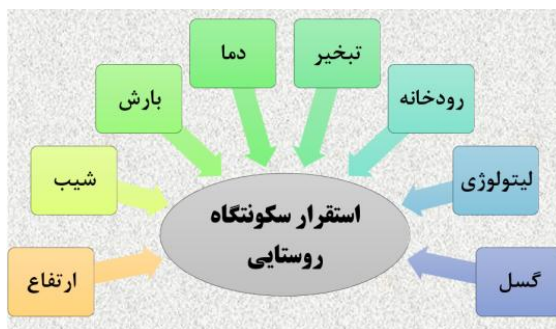 تبخیر
دما
رودخانه
بارش
لیتولوژی
شیب
گسل
ارتفاع
استقرار سکونتگاه
روستایی